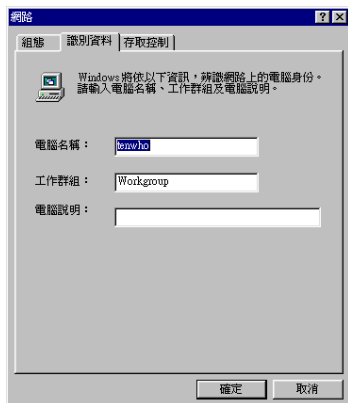 網路
組態 識別資料 存取控制
Windows 將依以下資訊，辨識網路上的電腦身份。
請輸入電腦名稱、工作群組及電腦說明。
電腦名稱： tenwho
工作群組： Workgroup
電腦說明：
確定 取消